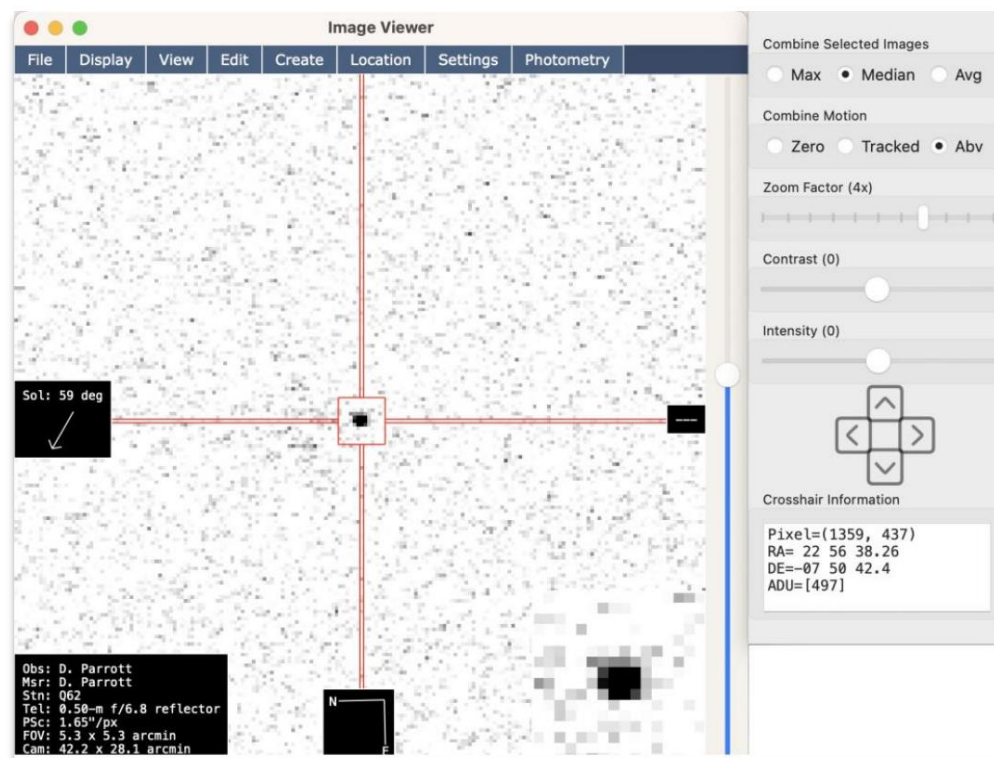 Image Viewer
File Display View Edit Create Location Settings Photometry
Combine Selected Images
Max Median Avg
Combine Motion
Zero Tracked Abv
Zoom Factor (4x)
Contrast (0)
Intensity (0)
Sol: 59 deg
---
Crosshair Information
Pixel=(1359, 437)
RA= 22 56 38.26
DE=-07 50 42.4
ADU=[497]
Obs: D. Parrott
Msr: D. Parrott
Stn: Q62
Tel: 0.50-m f/6.8 reflector
PSc: 1.65"/px
FOV: 5.3 x 5.3 arcmin
Cam: 42.2 x 28.1 arcmin
N
E